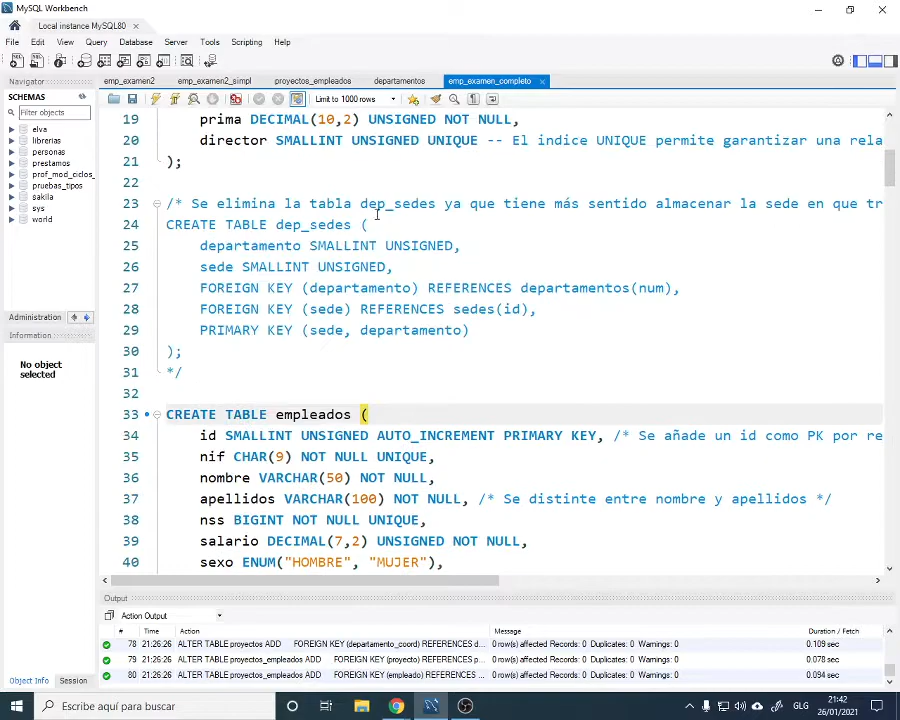 MySQL Workbench
Local instance MySQL80
File Edit View Query Database Server Tools Scripting Help
Navigator
SCHEMAS
Filter objects
elva
librerias
personas
prestamos
prof_mod_ciclos_
pruebas_tipos
sakila
sys
world
Administration
Information
No object
selected
Object Info Session
emp_examen2 emp_examen2_simpl proyectos_empleados departamentos emp_examen_completo
Limit to 1000 rows
19 prima DECIMAL(10,2) UNSIGNED NOT NULL,
20 director SMALLINT UNSIGNED UNIQUE -- El indice UNIQUE permite garantizar una rela
21 );
22
23 /* Se elimina la tabla dep_sedes ya que tiene más sentido almacenar la sede en que tr
24 CREATE TABLE dep_sedes (
25 departamento SMALLINT UNSIGNED,
26 sede SMALLINT UNSIGNED,
27 FOREIGN KEY (departamento) REFERENCES departamentos(num),
28 FOREIGN KEY (sede) REFERENCES sedes(id),
29 PRIMARY KEY (sede, departamento)
30 );
31 */
32
33 CREATE TABLE empleados (
34 id SMALLINT UNSIGNED AUTO_INCREMENT PRIMARY KEY, /* Se añade un id como PK por re
35 nif CHAR(9) NOT NULL UNIQUE,
36 nombre VARCHAR(50) NOT NULL,
37 apellidos VARCHAR(100) NOT NULL, /* Se distinte entre nombre y apellidos */
38 nss BIGINT NOT NULL UNIQUE,
39 salario DECIMAL(7,2) UNSIGNED NOT NULL,
40 sexo ENUM("HOMBRE", "MUJER"),
Output
Action Output
# Time Action Message Duration / Fetch
78 21:26:26 ALTER TABLE proyectos ADD FOREIGN KEY (departamento_coord) REFERENCES d... 0 row(s) affected Records: 0 Duplicates: 0 Warnings: 0 0.109 sec
79 21:26:26 ALTER TABLE proyectos_empleados ADD FOREIGN KEY (proyecto) REFERENCES pr... 0 row(s) affected Records: 0 Duplicates: 0 Warnings: 0 0.078 sec
80 21:26:26 ALTER TABLE proyectos_empleados ADD FOREIGN KEY (empleado) REFERENCES e... 0 row(s) affected Records: 0 Duplicates: 0 Warnings: 0 0.094 sec
Escribe aquí para buscar
GLG
21:42
26/01/2021